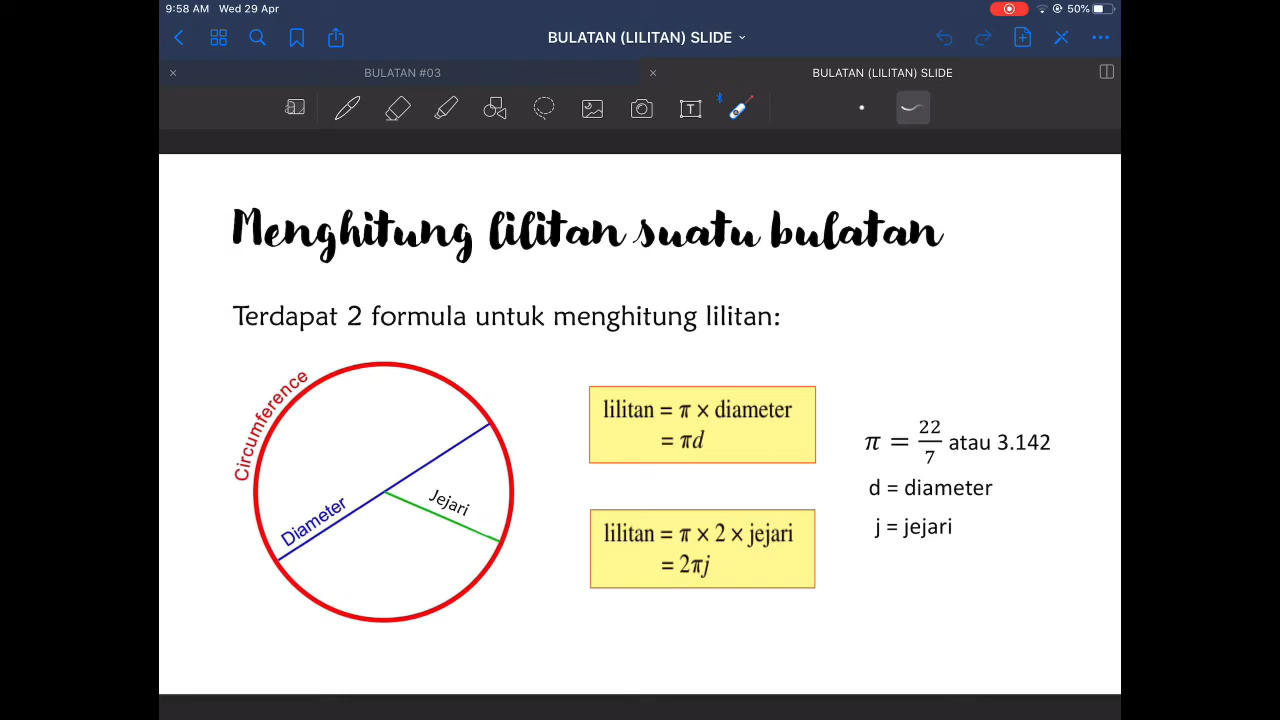 9:58 AM Wed 29 Apr
50%
BULATAN (LILITAN) SLIDE
BULATAN #03
BULATAN (LILITAN) SLIDE
T
Menghitung lilitan suatu bulatan
Terdapat 2 formula untuk menghitung lilitan:
Circumference
Diameter
Jejari
lilitan = π × diameter
= πd
lilitan = π × 2 × jejari
= 2πj
π = 22/7 atau 3.142
d = diameter
j = jejari